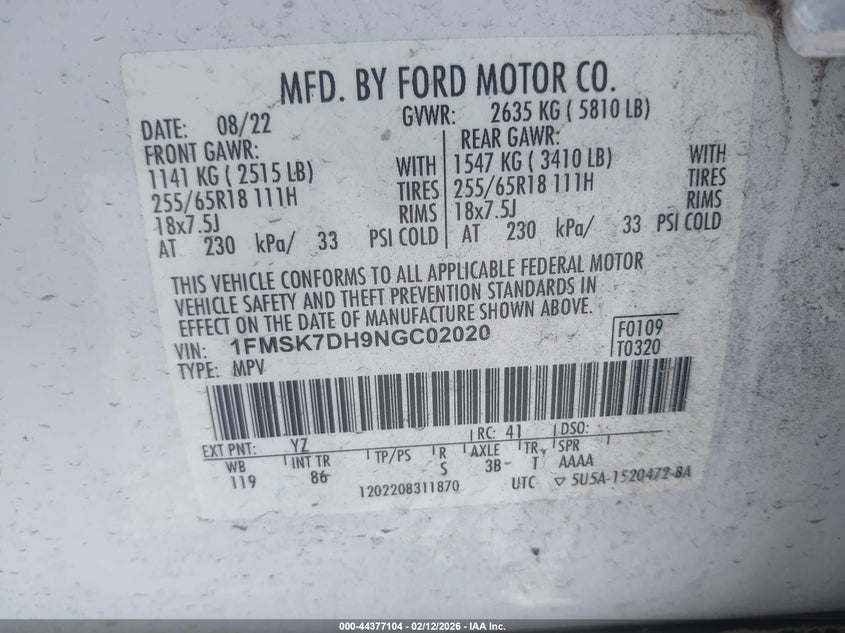 MFD. BY FORD MOTOR CO.
DATE: 08/22 GVWR: 2635 KG ( 5810 LB)
FRONT GAWR: REAR GAWR:
1141 KG ( 2515 LB) WITH 1547 KG ( 3410 LB) WITH
255/65R18 111H TIRES 255/65R18 111H TIRES
18x7.5J RIMS 18x7.5J RIMS
AT 230 kPa/ 33 PSI COLD AT 230 kPa/ 33 PSI COLD
THIS VEHICLE CONFORMS TO ALL APPLICABLE FEDERAL MOTOR
VEHICLE SAFETY AND THEFT PREVENTION STANDARDS IN
EFFECT ON THE DATE OF MANUFACTURE SHOWN ABOVE.
VIN: 1FMSK7DH9NGC02020 F0109
TYPE: MPV T0320
EXT PNT: YZ RC: 41 DSO:
WB INT TR TP/PS R AXLE TR SPR
119 86 S 3B T AAAA
1202208311870 UTC ▽ 5U5A-1520472-BA
000-44377104 - 02/12/2026 - IAA Inc.